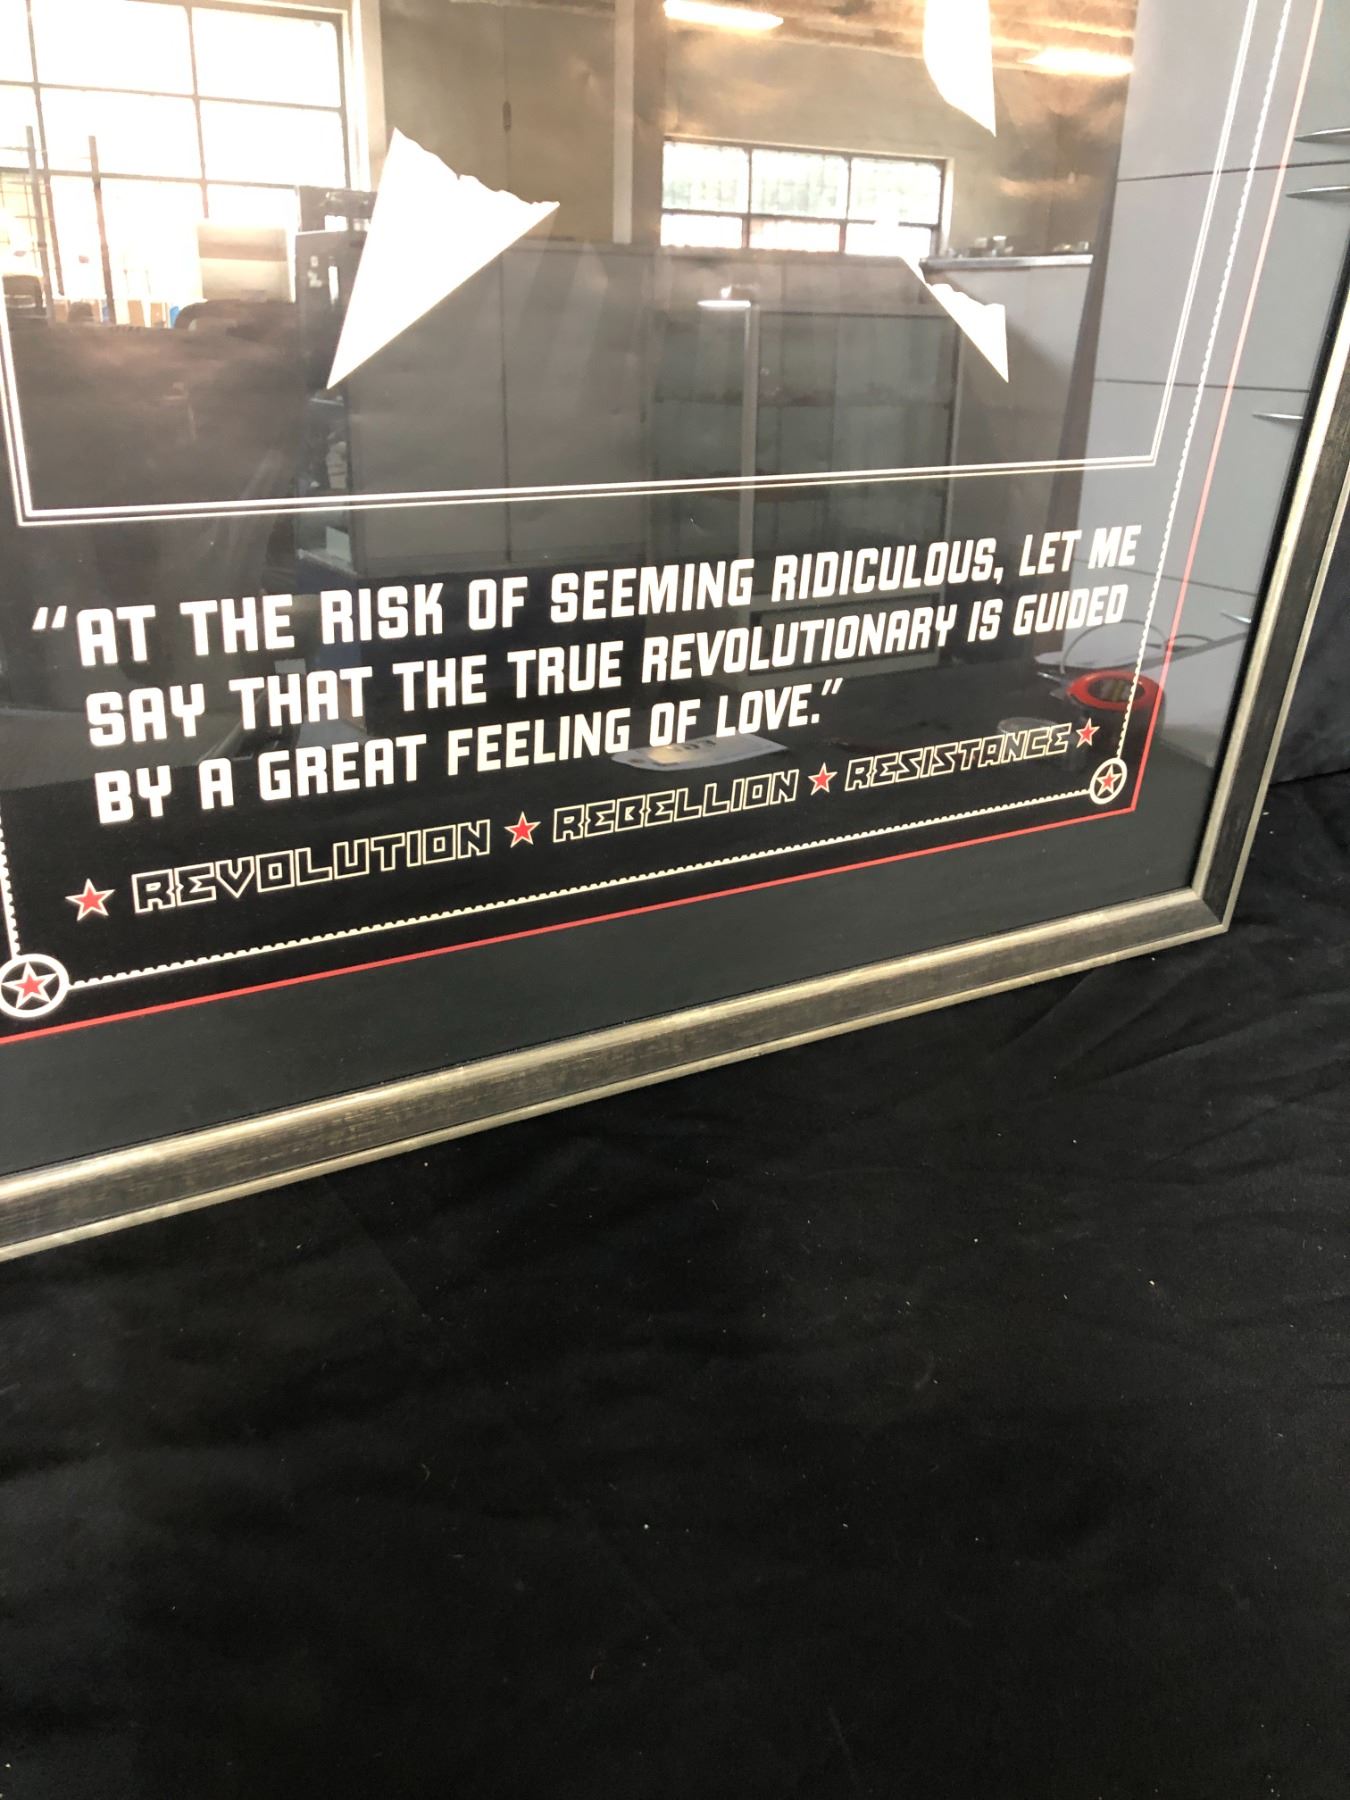 “AT THE RISK OF SEEMING RIDICULOUS, LET ME
SAY THAT THE TRUE REVOLUTIONARY IS GUIDED
BY A GREAT FEELING OF LOVE.”
★ REVOLUTION ★ REBELLION ★ RESISTANCE ★